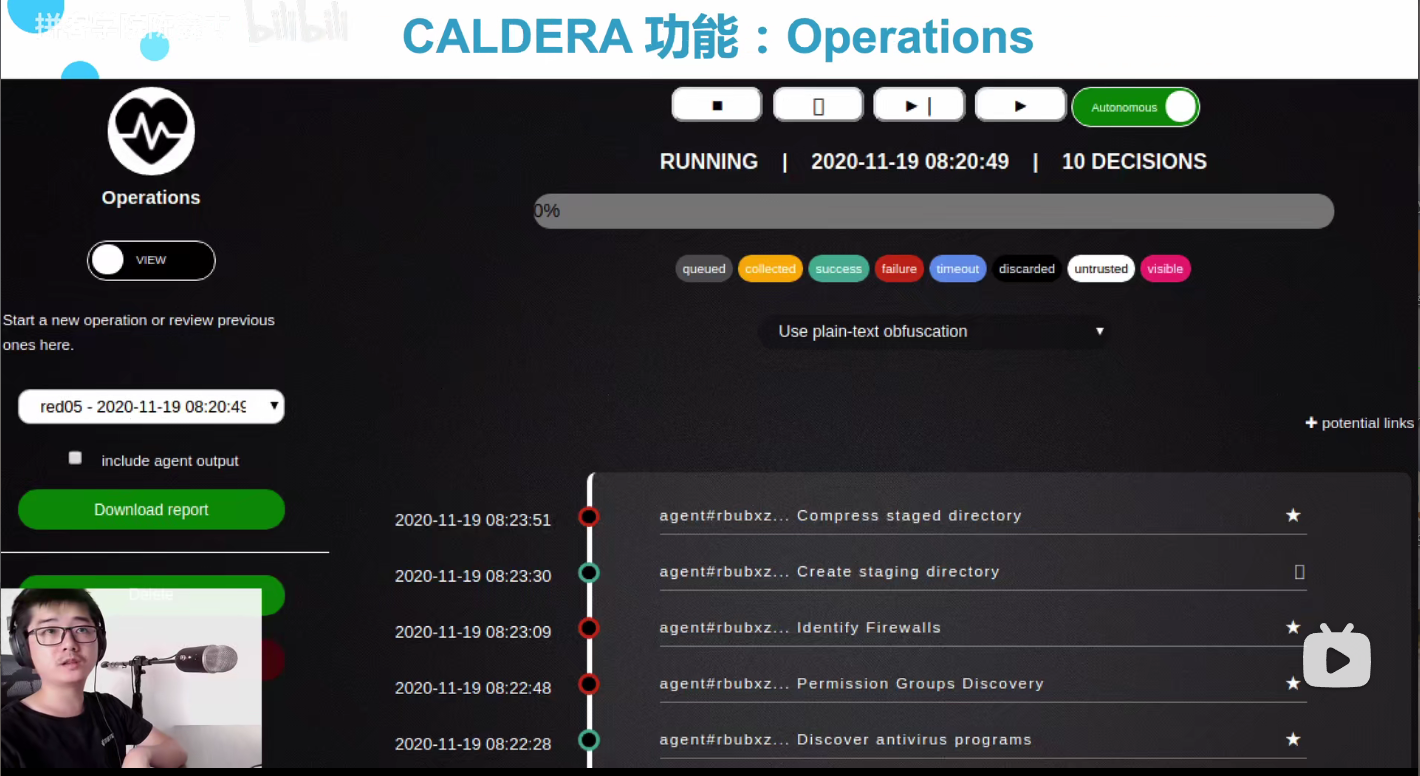 bilibili
CALDERA 功能：Operations
Autonomous
RUNNING | 2020-11-19 08:20:49 | 10 DECISIONS
0%
queued collected success failure timeout discarded untrusted visible
Use plain-text obfuscation
+ potential links
Operations
VIEW
Start a new operation or review previous
ones here.
red05 - 2020-11-19 08:20:49
include agent output
Download report
Delete
2020-11-19 08:23:51 agent#rbubxz... Compress staged directory
2020-11-19 08:23:30 agent#rbubxz... Create staging directory
2020-11-19 08:23:09 agent#rbubxz... Identify Firewalls
2020-11-19 08:22:48 agent#rbubxz... Permission Groups Discovery
2020-11-19 08:22:28 agent#rbubxz... Discover antivirus programs